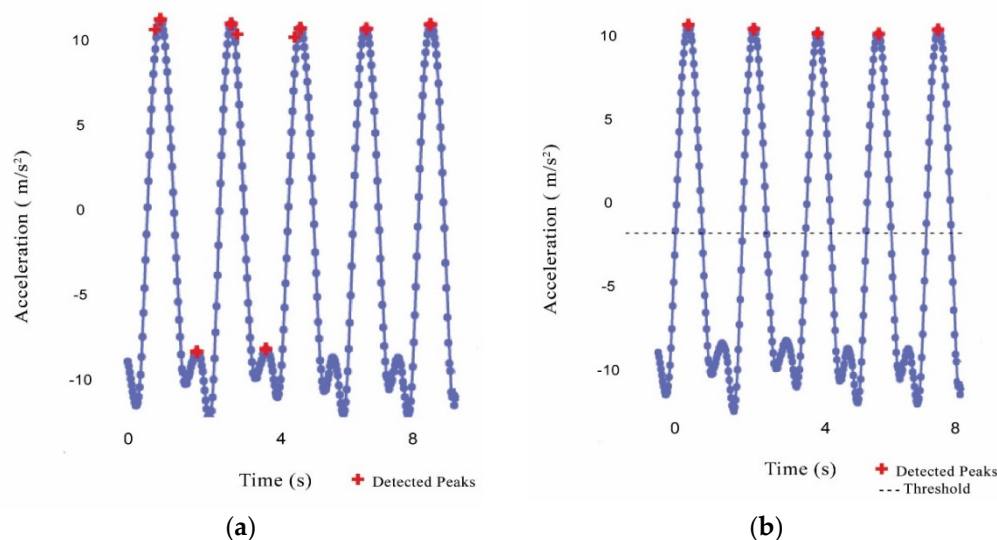 10
5
0
-5
-10
Acceleration ( m/s²)
0 4 8
Time (s)
Detected Peaks
(a)
10
5
0
-5
-10
Acceleration ( m/s²)
0 4 8
Time (s)
Detected Peaks
Threshold
(b)